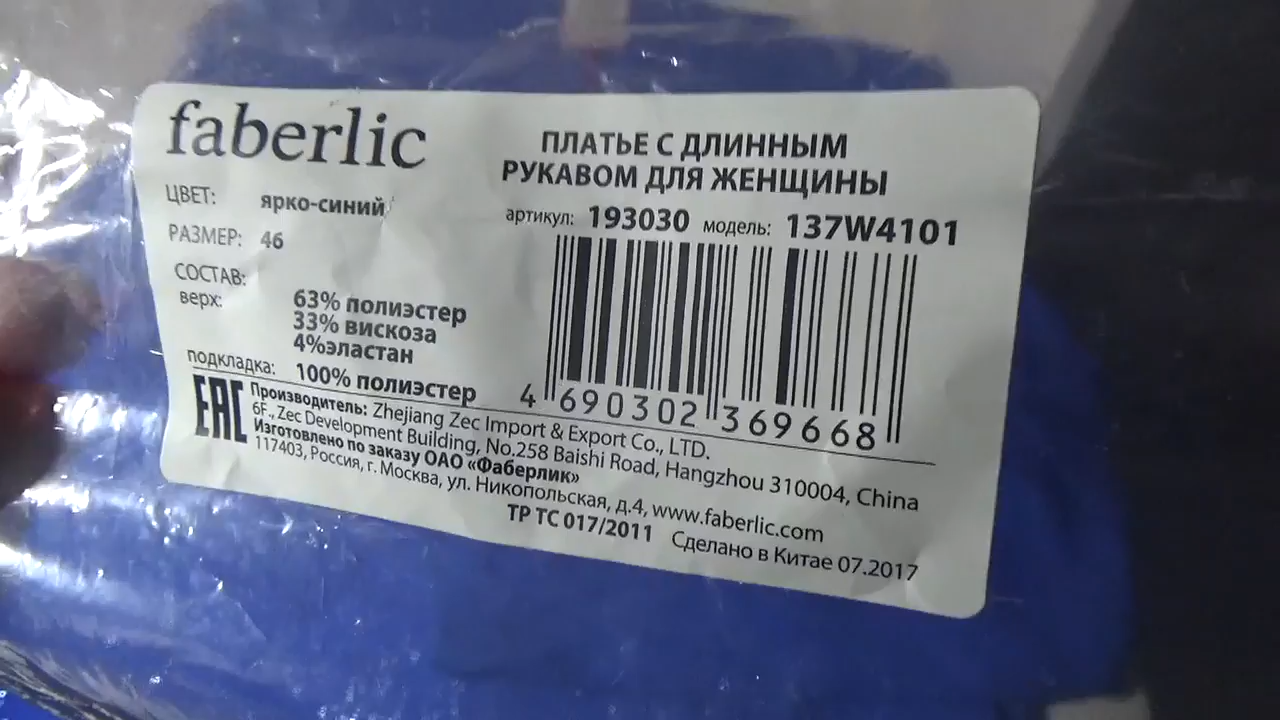 faberlic
ПЛАТЬЕ С ДЛИННЫМ
РУКАВОМ ДЛЯ ЖЕНЩИНЫ
ЦВЕТ: ярко-синий
артикул: 193030 модель: 137W4101
РАЗМЕР: 46
СОСТАВ:
верх: 63% полиэстер
33% вискоза
4%эластан
подкладка: 100% полиэстер
4 690302 369668
EAC
Производитель: Zhejiang Zec Import & Export Co., LTD.
6F., Zec Development Building, No.258 Baishi Road, Hangzhou 310004, China
Изготовлено по заказу ОАО «Фаберлик»
117403, Россия, г. Москва, ул. Никопольская, д.4, www.faberlic.com
ТР ТС 017/2011 Сделано в Китае 07.2017